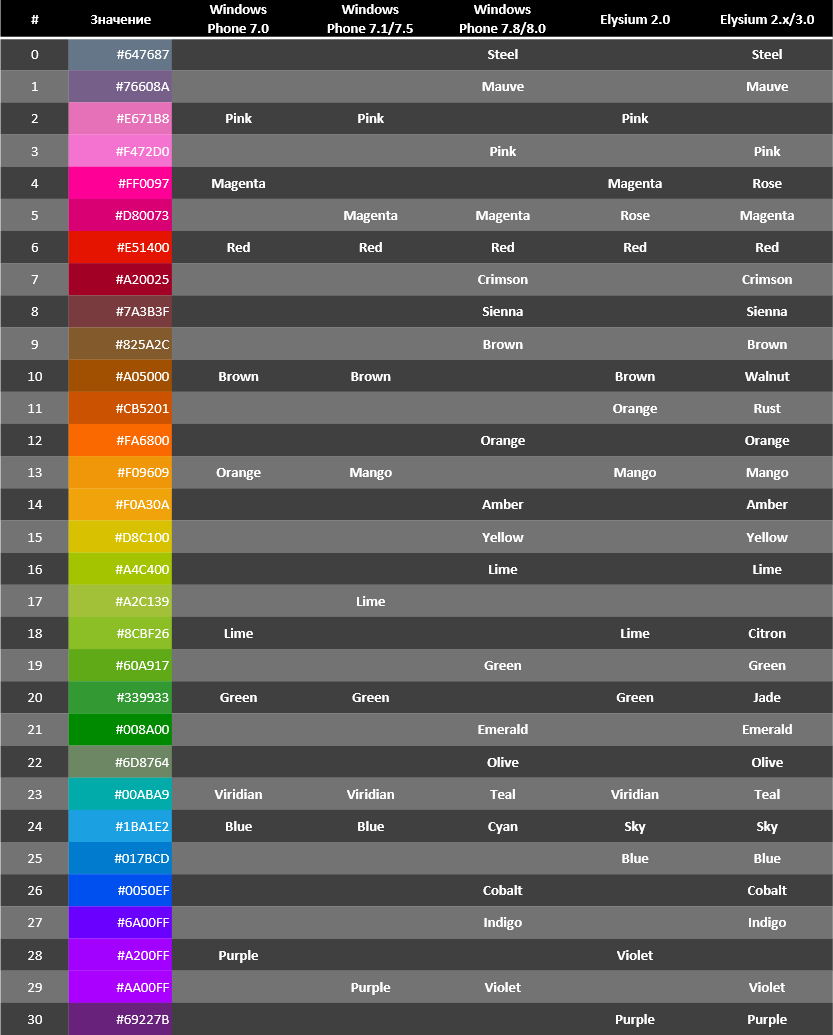 # Значение Windows Phone 7.0 Windows Phone 7.1/7.5 Windows Phone 7.8/8.0 Elysium 2.0 Elysium 2.x/3.0
0 #647687 Steel Steel
1 #76608A Mauve Mauve
2 #E671B8 Pink Pink Pink
3 #F472D0 Pink Pink
4 #FF0097 Magenta Magenta Rose
5 #D80073 Magenta Magenta Rose Magenta
6 #E51400 Red Red Red Red Red
7 #A20025 Crimson Crimson
8 #7A3B3F Sienna Sienna
9 #825A2C Brown Brown
10 #A05000 Brown Brown Brown Walnut
11 #CB5201 Orange Rust
12 #FA6800 Orange Orange
13 #F09609 Orange Mango Mango Mango
14 #F0A30A Amber Amber
15 #D8C100 Yellow Yellow
16 #A4C400 Lime Lime
17 #A2C139 Lime
18 #8CBF26 Lime Lime Citron
19 #60A917 Green Green
20 #339933 Green Green Green Jade
21 #008A00 Emerald Emerald
22 #6D8764 Olive Olive
23 #00ABA9 Viridian Viridian Teal Viridian Teal
24 #1BA1E2 Blue Blue Cyan Sky Sky
25 #017BCD Blue Blue
26 #0050EF Cobalt Cobalt
27 #6A00FF Indigo Indigo
28 #A200FF Purple Violet
29 #AA00FF Purple Violet Violet
30 #69227B Purple Purple